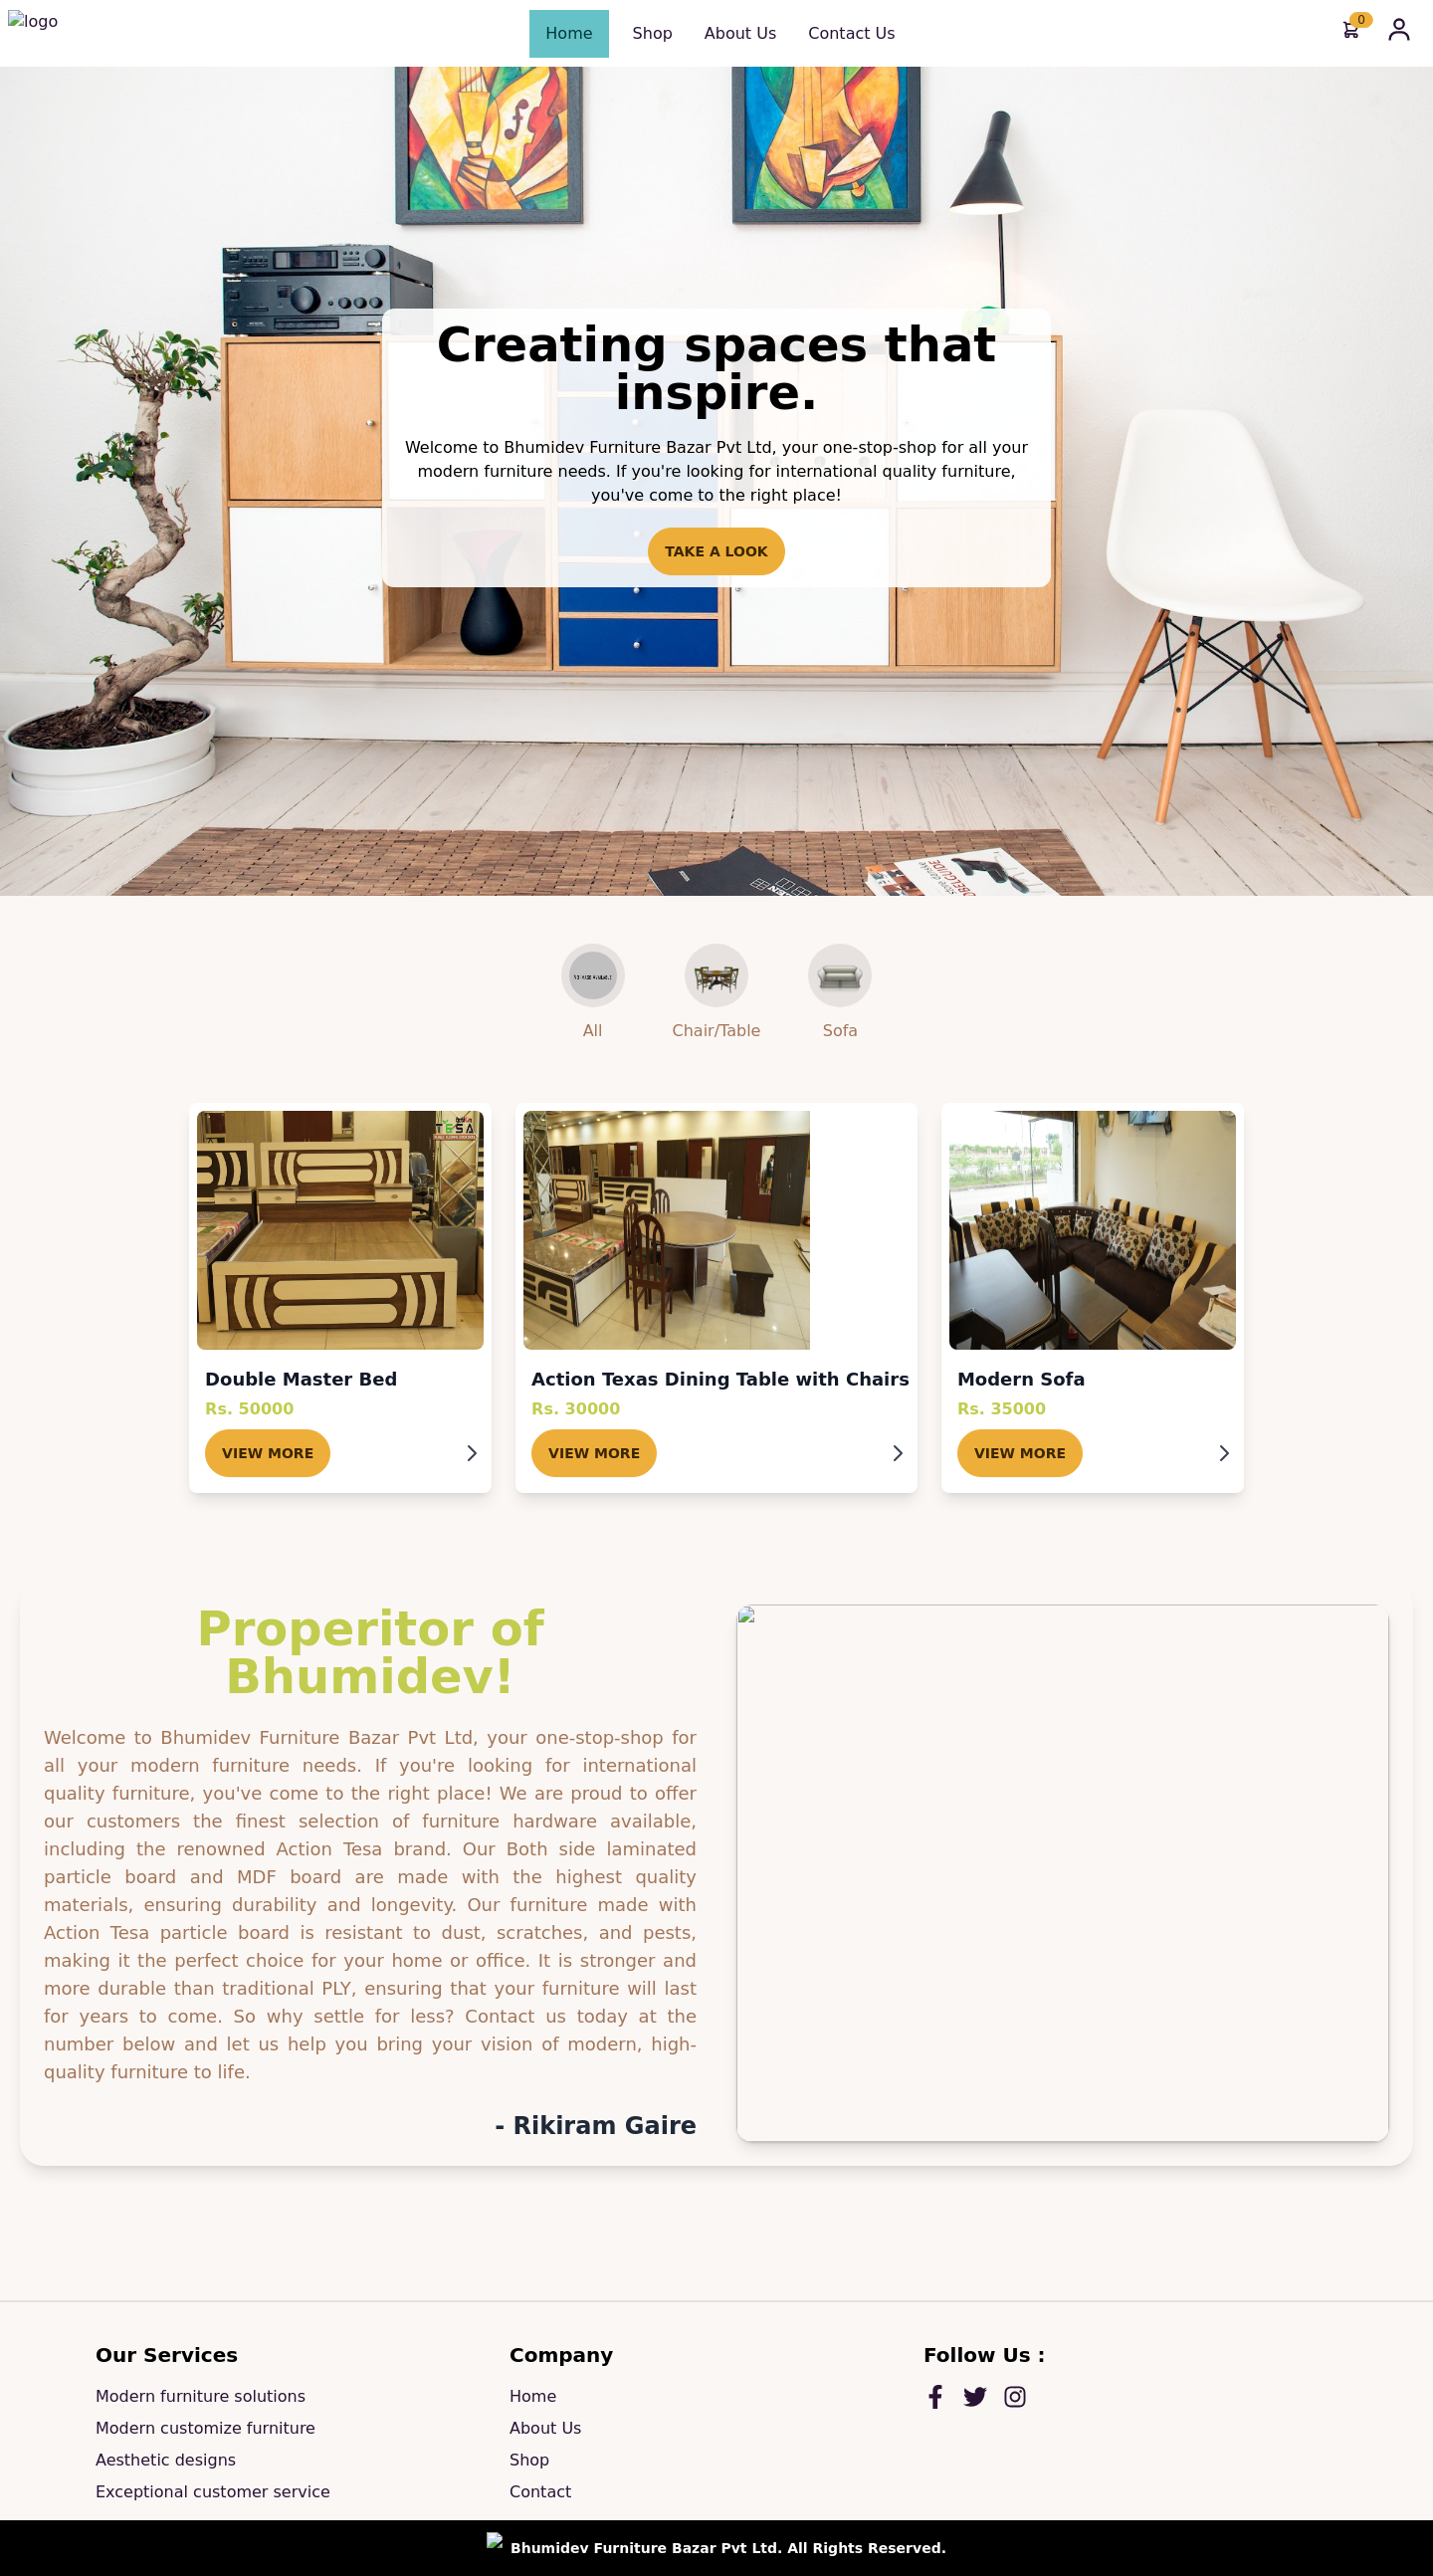 logo
Home
Shop
About Us
Contact Us
0
Creating spaces that
inspire.
Welcome to Bhumidev Furniture Bazar Pvt Ltd, your one-stop-shop for all your
modern furniture needs. If you're looking for international quality furniture,
you've come to the right place!
TAKE A LOOK
All
Chair/Table
Sofa
TESA
Double Master Bed
Rs. 50000
VIEW MORE
Action Texas Dining Table with Chairs
Rs. 30000
VIEW MORE
Modern Sofa
Rs. 35000
VIEW MORE
Properitor of
Bhumidev!
Welcome to Bhumidev Furniture Bazar Pvt Ltd, your one-stop-shop for
all your modern furniture needs. If you're looking for international
quality furniture, you've come to the right place! We are proud to offer
our customers the finest selection of furniture hardware available,
including the renowned Action Tesa brand. Our Both side laminated
particle board and MDF board are made with the highest quality
materials, ensuring durability and longevity. Our furniture made with
Action Tesa particle board is resistant to dust, scratches, and pests,
making it the perfect choice for your home or office. It is stronger and
more durable than traditional PLY, ensuring that your furniture will last
for years to come. So why settle for less? Contact us today at the
number below and let us help you bring your vision of modern, high-
quality furniture to life.
- Rikiram Gaire
Our Services
Modern furniture solutions
Modern customize furniture
Aesthetic designs
Exceptional customer service
Company
Home
About Us
Shop
Contact
Follow Us :
Bhumidev Furniture Bazar Pvt Ltd. All Rights Reserved.